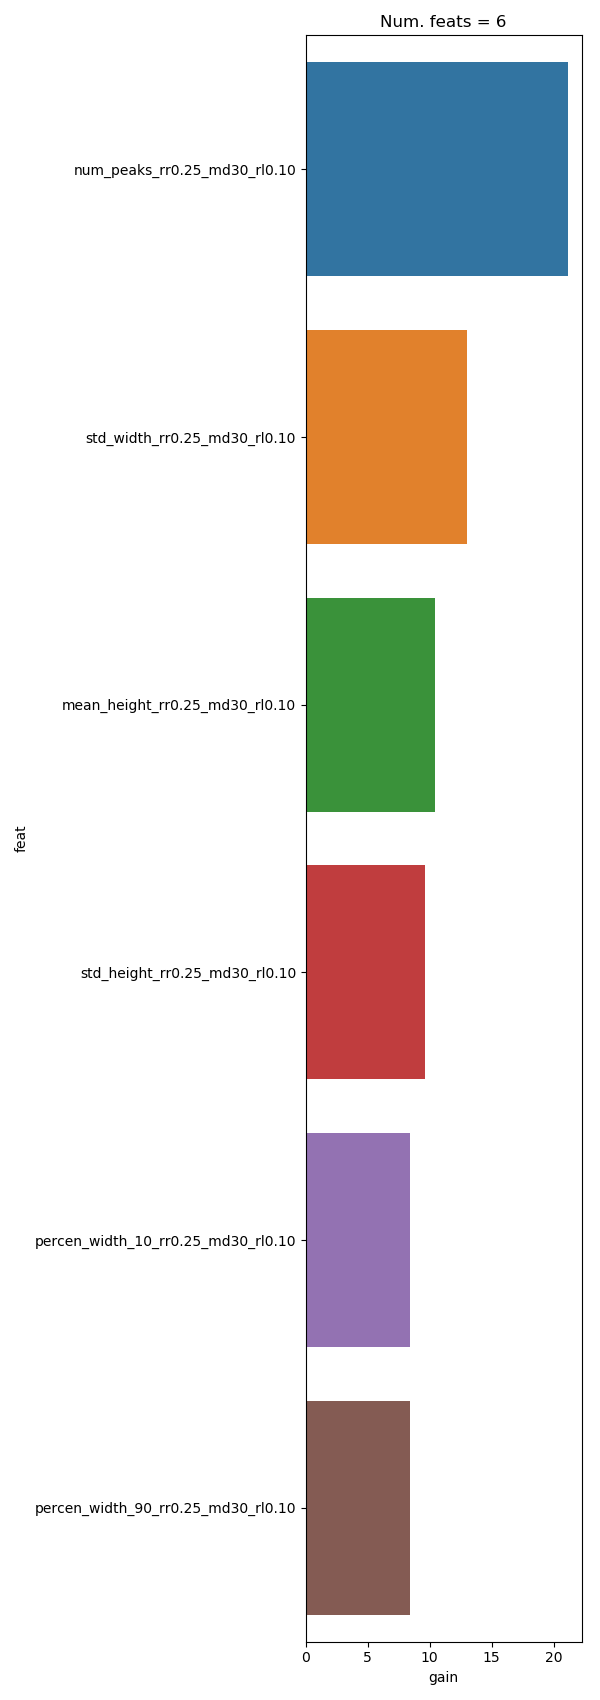 Num. feats = 6
num_peaks_rr0.25_md30_rl0.10
std_width_rr0.25_md30_rl0.10
mean_height_rr0.25_md30_rl0.10
feat
std_height_rr0.25_md30_rl0.10
percen_width_10_rr0.25_md30_rl0.10
percen_width_90_rr0.25_md30_rl0.10
0 5 10 15 20
gain